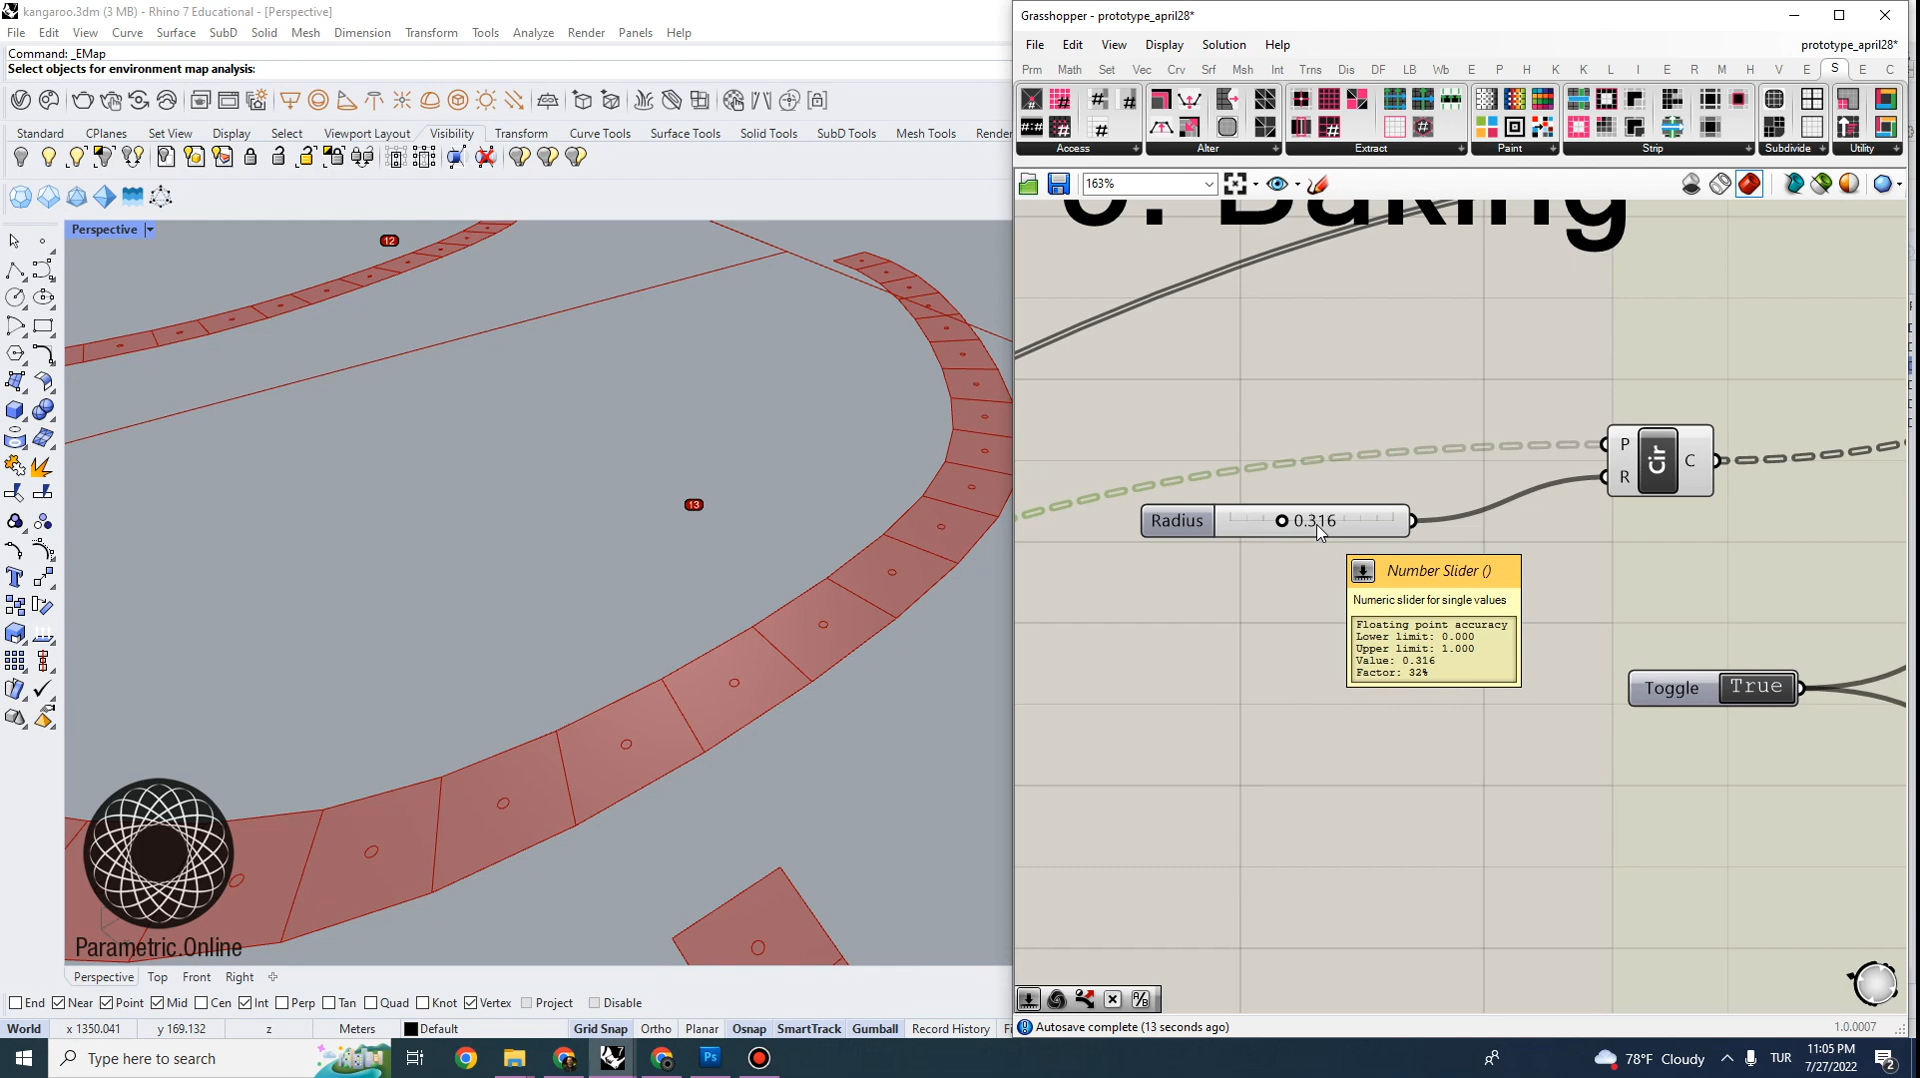 kangaroo.3dm (3 MB) - Rhino 7 Educational - [Perspective]
File Edit View Curve Surface SubD Solid Mesh Dimension Transform Tools Analyze Render Panels Help
Command: _EMap
Select objects for environment map analysis:
Standard CPlanes Set View Display Select Viewport Layout Visibility Transform Curve Tools Surface Tools Solid Tools SubD Tools Mesh Tools Render
Perspective
12
13
Parametric.Online
Perspective Top Front Right
End Near Point Mid Cen Int Perp Tan Quad Knot Vertex Project Disable
World x 1350.041 y 169.132 z Meters Default Grid Snap Ortho Planar Osnap SmartTrack Gumball Record History
Grasshopper - prototype_april28*
File Edit View Display Solution Help prototype_april28*
Prm Math Set Vec Crv Srf Msh Int Trns Dis DF LB Wb E P H K K L I E R M H V E S E C
Access Alter Extract Paint Strip Subdivide Utility
163%
Baking
P
Cir
C
R
Radius 0.316
Number Slider ()
Numeric slider for single values
Floating point accuracy
Lower limit: 0.000
Upper limit: 1.000
Value: 0.316
Factor: 32%
Toggle True
Autosave complete (13 seconds ago) 1.0.0007
Type here to search
Ps
78°F Cloudy
TUR
11:05 PM
7/27/2022
2